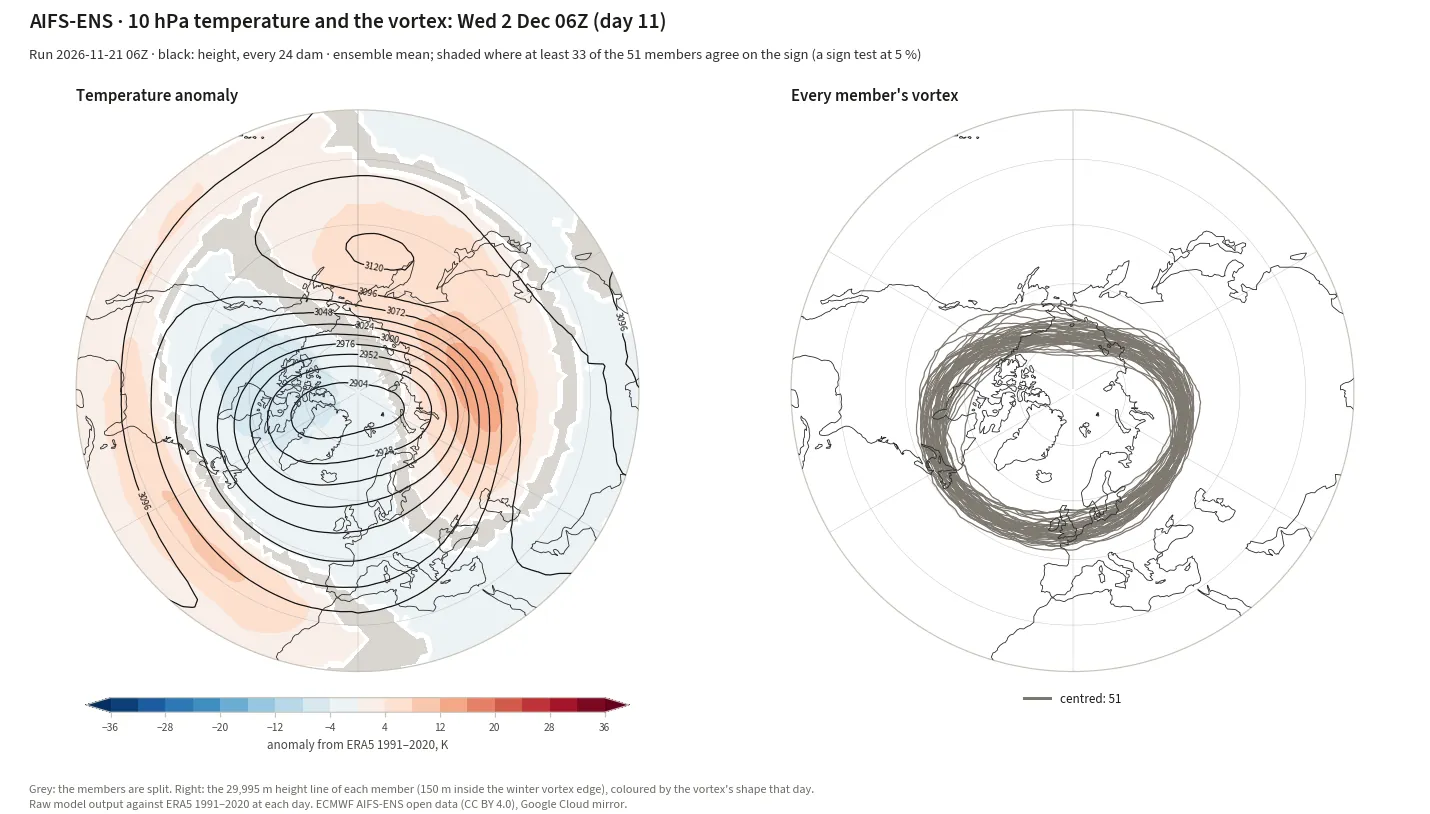 AIFS-ENS · 10 hPa temperature and the vortex: Wed 2 Dec 06Z (day 11)
Run 2026-11-21 06Z · black: height, every 24 dam · ensemble mean; shaded where at least 33 of the 51 members agree on the sign (a sign test at 5 %)
Temperature anomaly
Every member's vortex
3120
3096
3048
3072
3096
3024
3000
2976
2952
2904
2928
3096
centred: 51
−36 −28 −20 −12 −4 4 12 20 28 36
anomaly from ERA5 1991–2020, K
Grey: the members are split. Right: the 29,995 m height line of each member (150 m inside the winter vortex edge), coloured by the vortex's shape that day.
Raw model output against ERA5 1991–2020 at each day. ECMWF AIFS-ENS open data (CC BY 4.0), Google Cloud mirror.